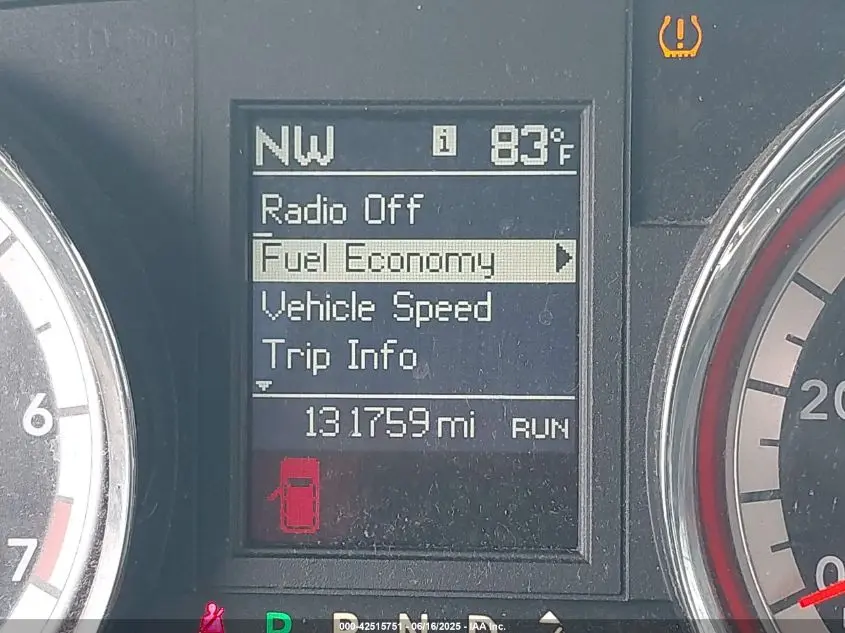 NW i 83°F
Radio Off
Fuel Economy
Vehicle Speed
Trip Info
131759 mi RUN
6
7
20
0
P R N D
000-42515751 - 06/16/2025 - IAA Inc.